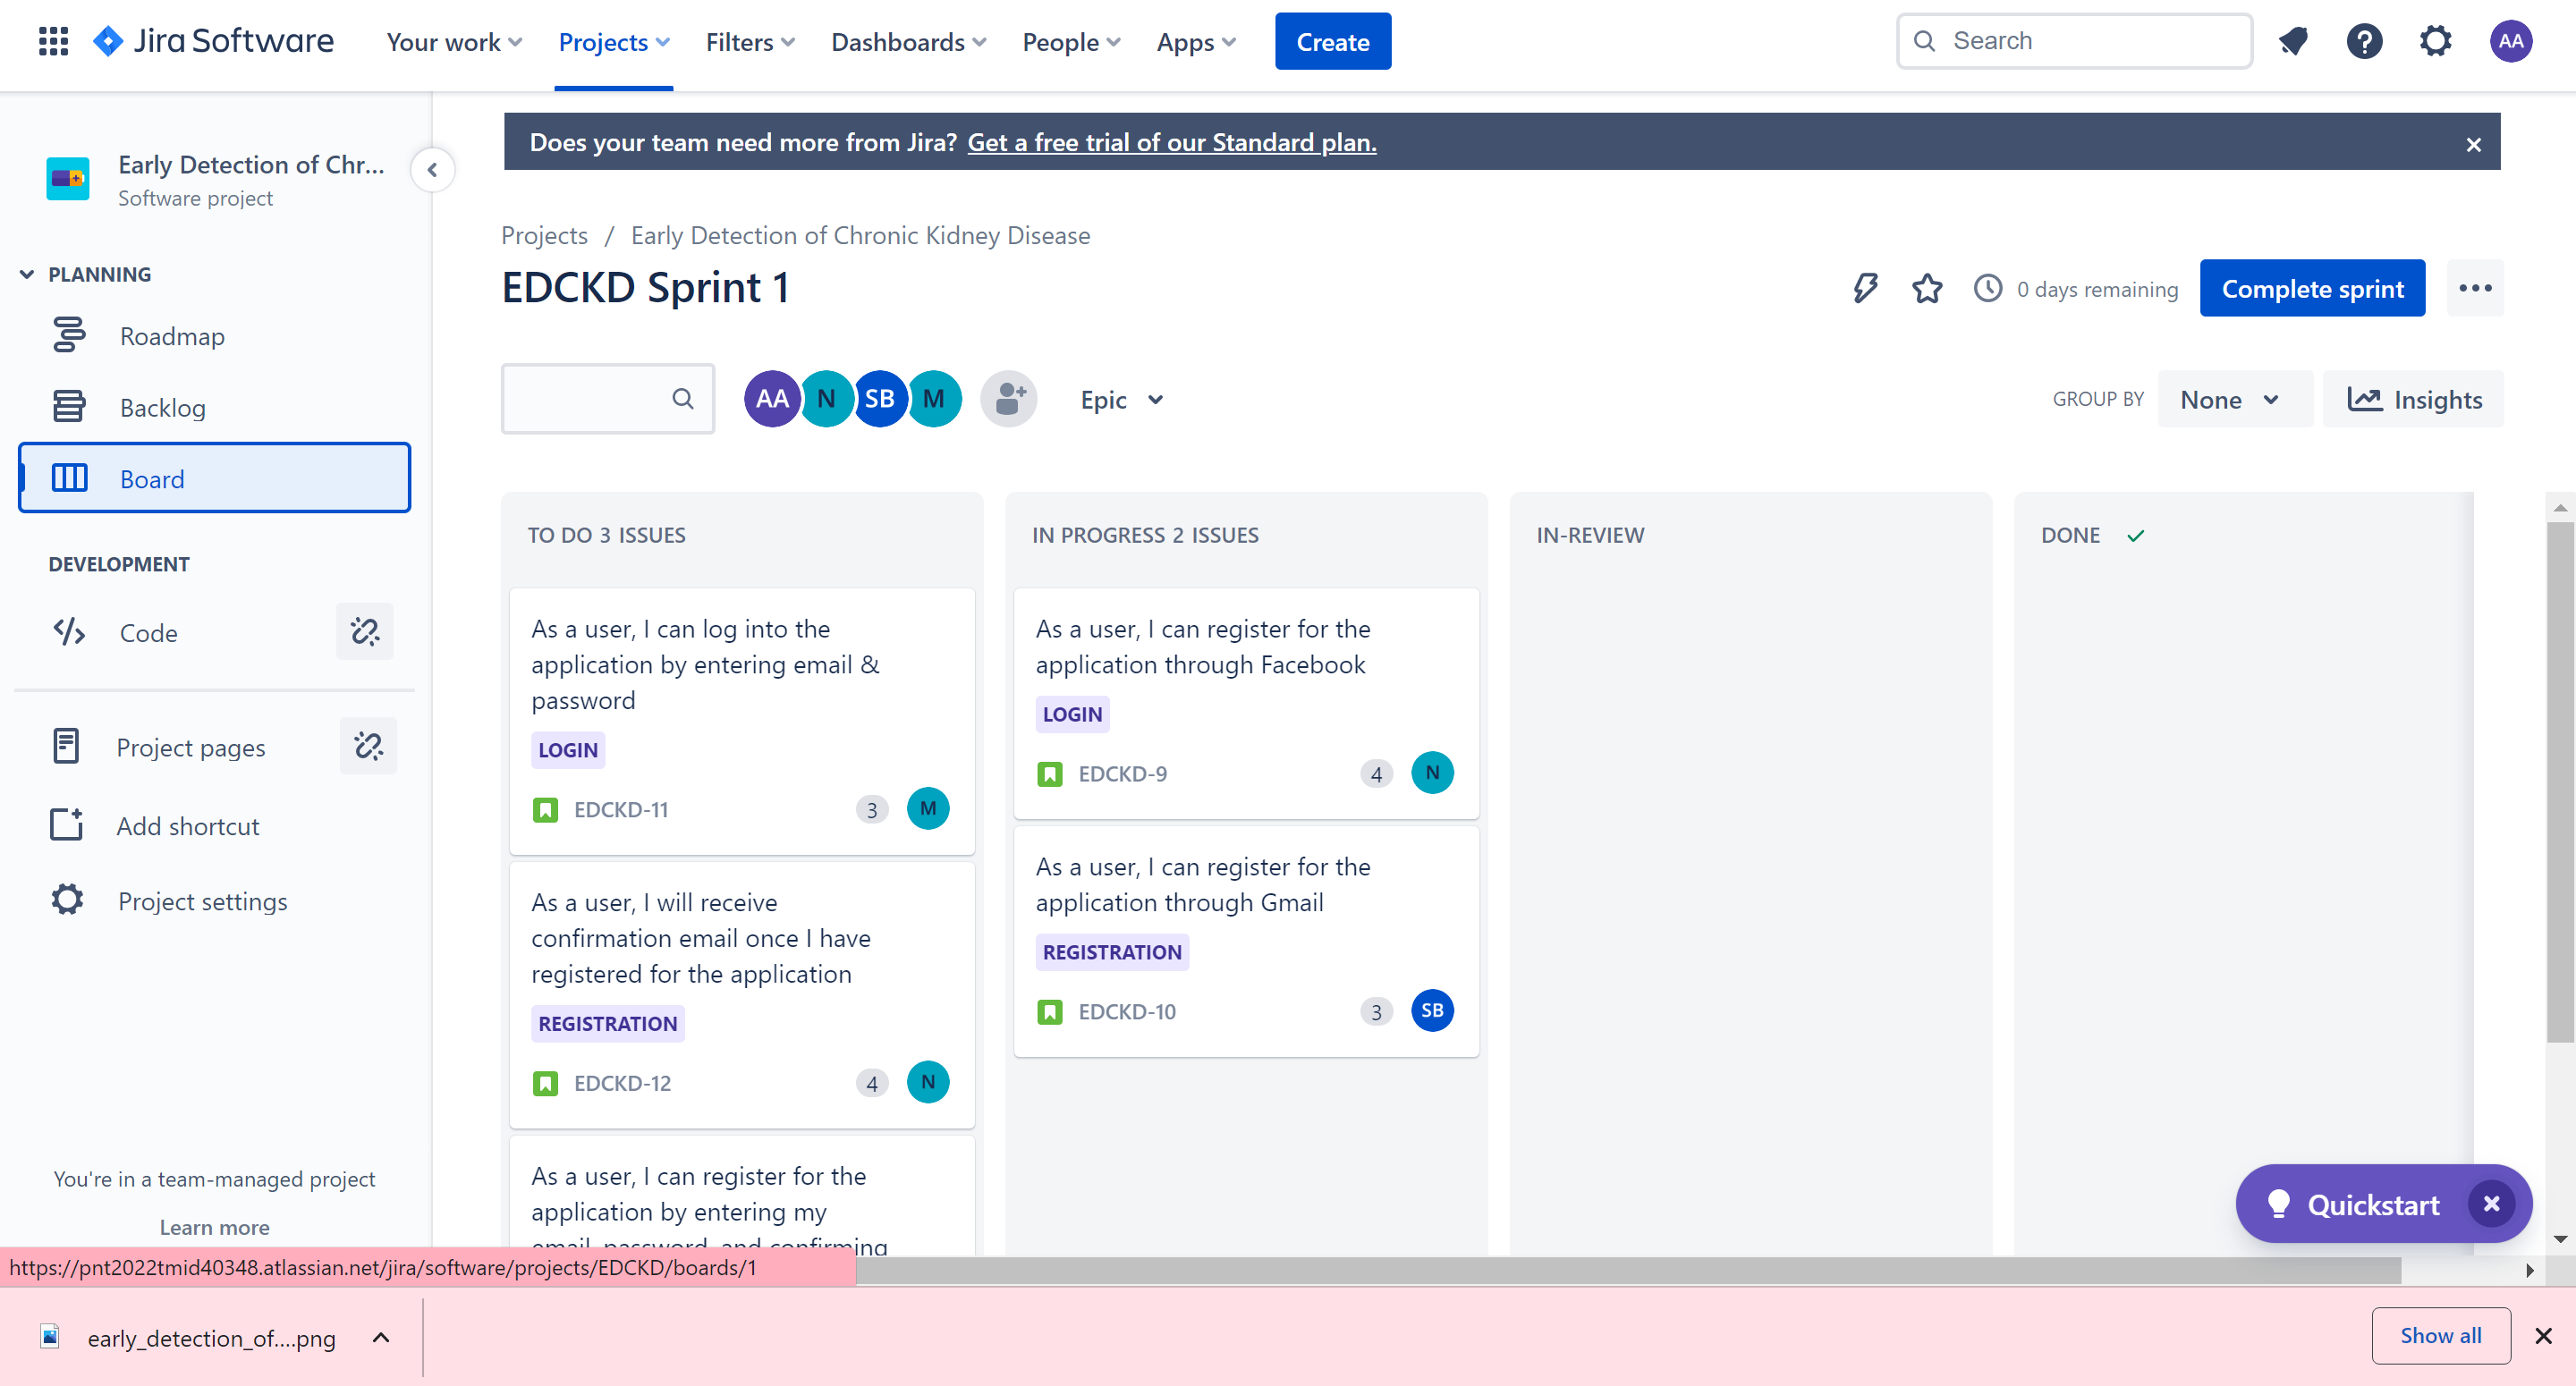 Jira Software
Your work
Projects
Filters
Dashboards
People
Apps
Create
Search
AA
Early Detection of Chr...
Software project
PLANNING
Roadmap
Backlog
Board
DEVELOPMENT
Code
Project pages
Add shortcut
Project settings
You're in a team-managed project
Learn more
Does your team need more from Jira? Get a free trial of our Standard plan.
Projects / Early Detection of Chronic Kidney Disease
EDCKD Sprint 1
0 days remaining
Complete sprint
AA N SB M
Epic
GROUP BY None
Insights
TO DO 3 ISSUES
As a user, I can log into the
application by entering email &
password
LOGIN
EDCKD-11 3 M
As a user, I will receive
confirmation email once I have
registered for the application
REGISTRATION
EDCKD-12 4 N
As a user, I can register for the
application by entering my
email, password, and confirming
IN PROGRESS 2 ISSUES
As a user, I can register for the
application through Facebook
LOGIN
EDCKD-9 4 N
As a user, I can register for the
application through Gmail
REGISTRATION
EDCKD-10 3 SB
IN-REVIEW
DONE
Quickstart
https://pnt2022tmid40348.atlassian.net/jira/software/projects/EDCKD/boards/1
early_detection_of....png
Show all